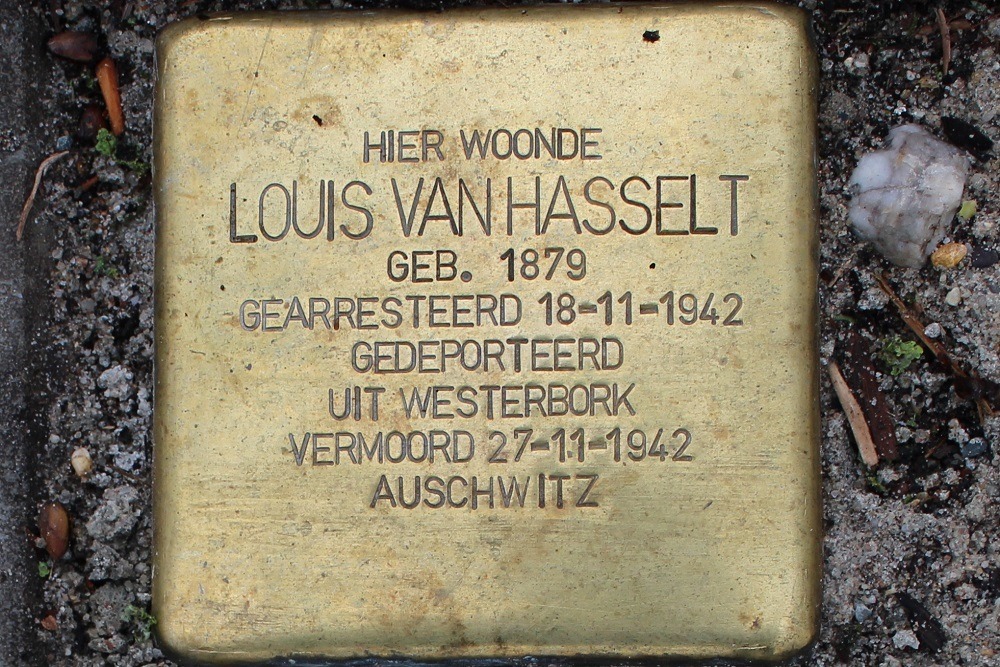 HIER WOONDE
LOUIS VAN HASSELT
GEB. 1879
GEARRESTEERD 18-11-1942
GEDEPORTEERD
UIT WESTERBORK
VERMOORD 27-11-1942
AUSCHWITZ